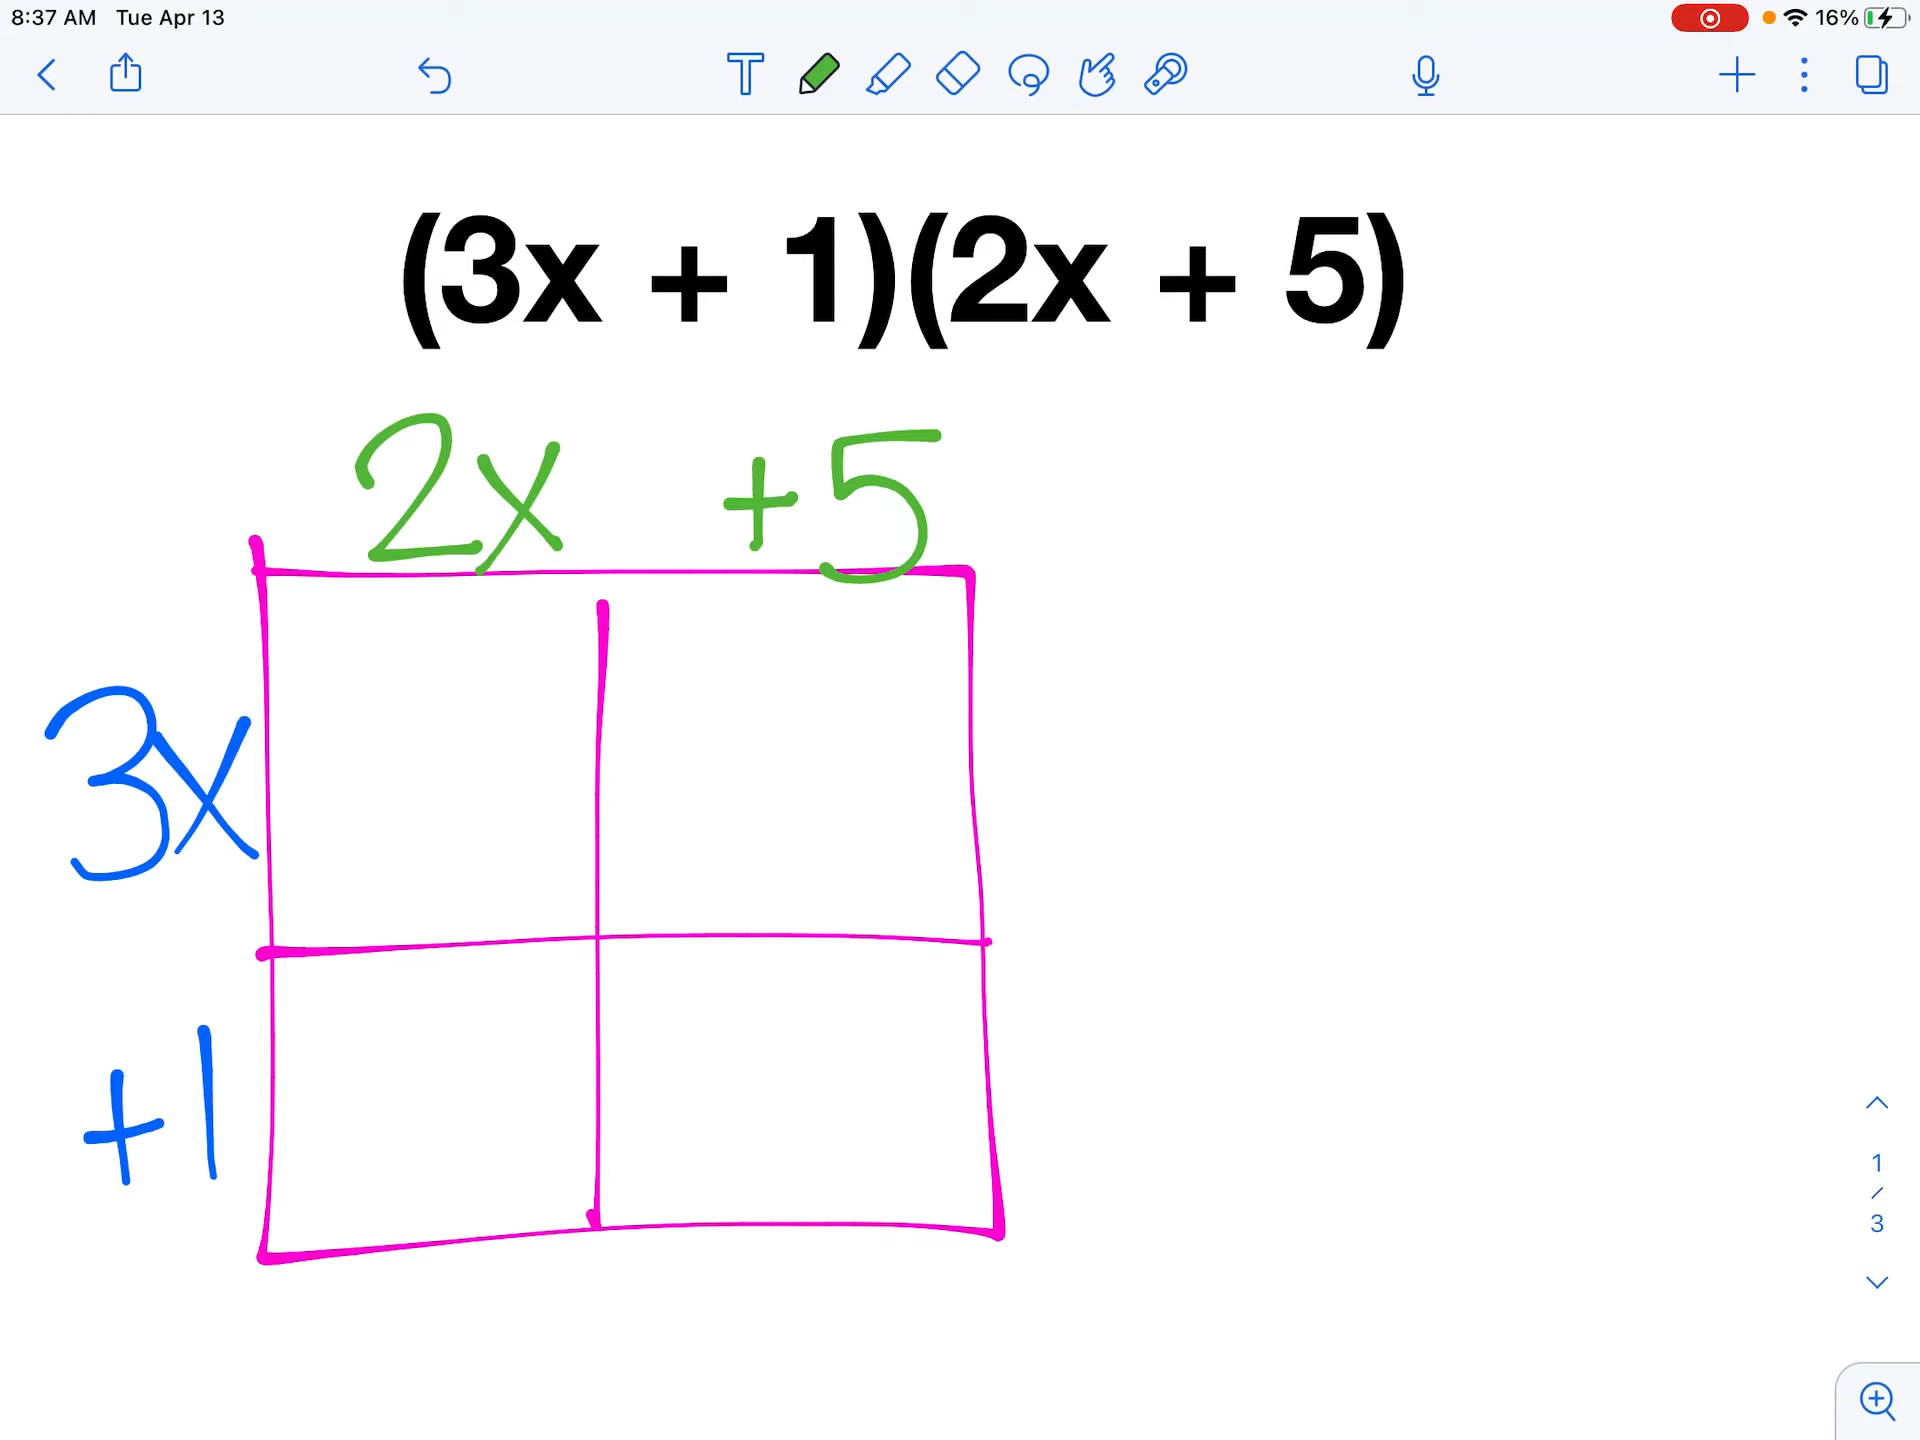 8:37 AM Tue Apr 13
16%
T
(3x + 1)(2x + 5)
2x +5
3x
+1
1
/
3